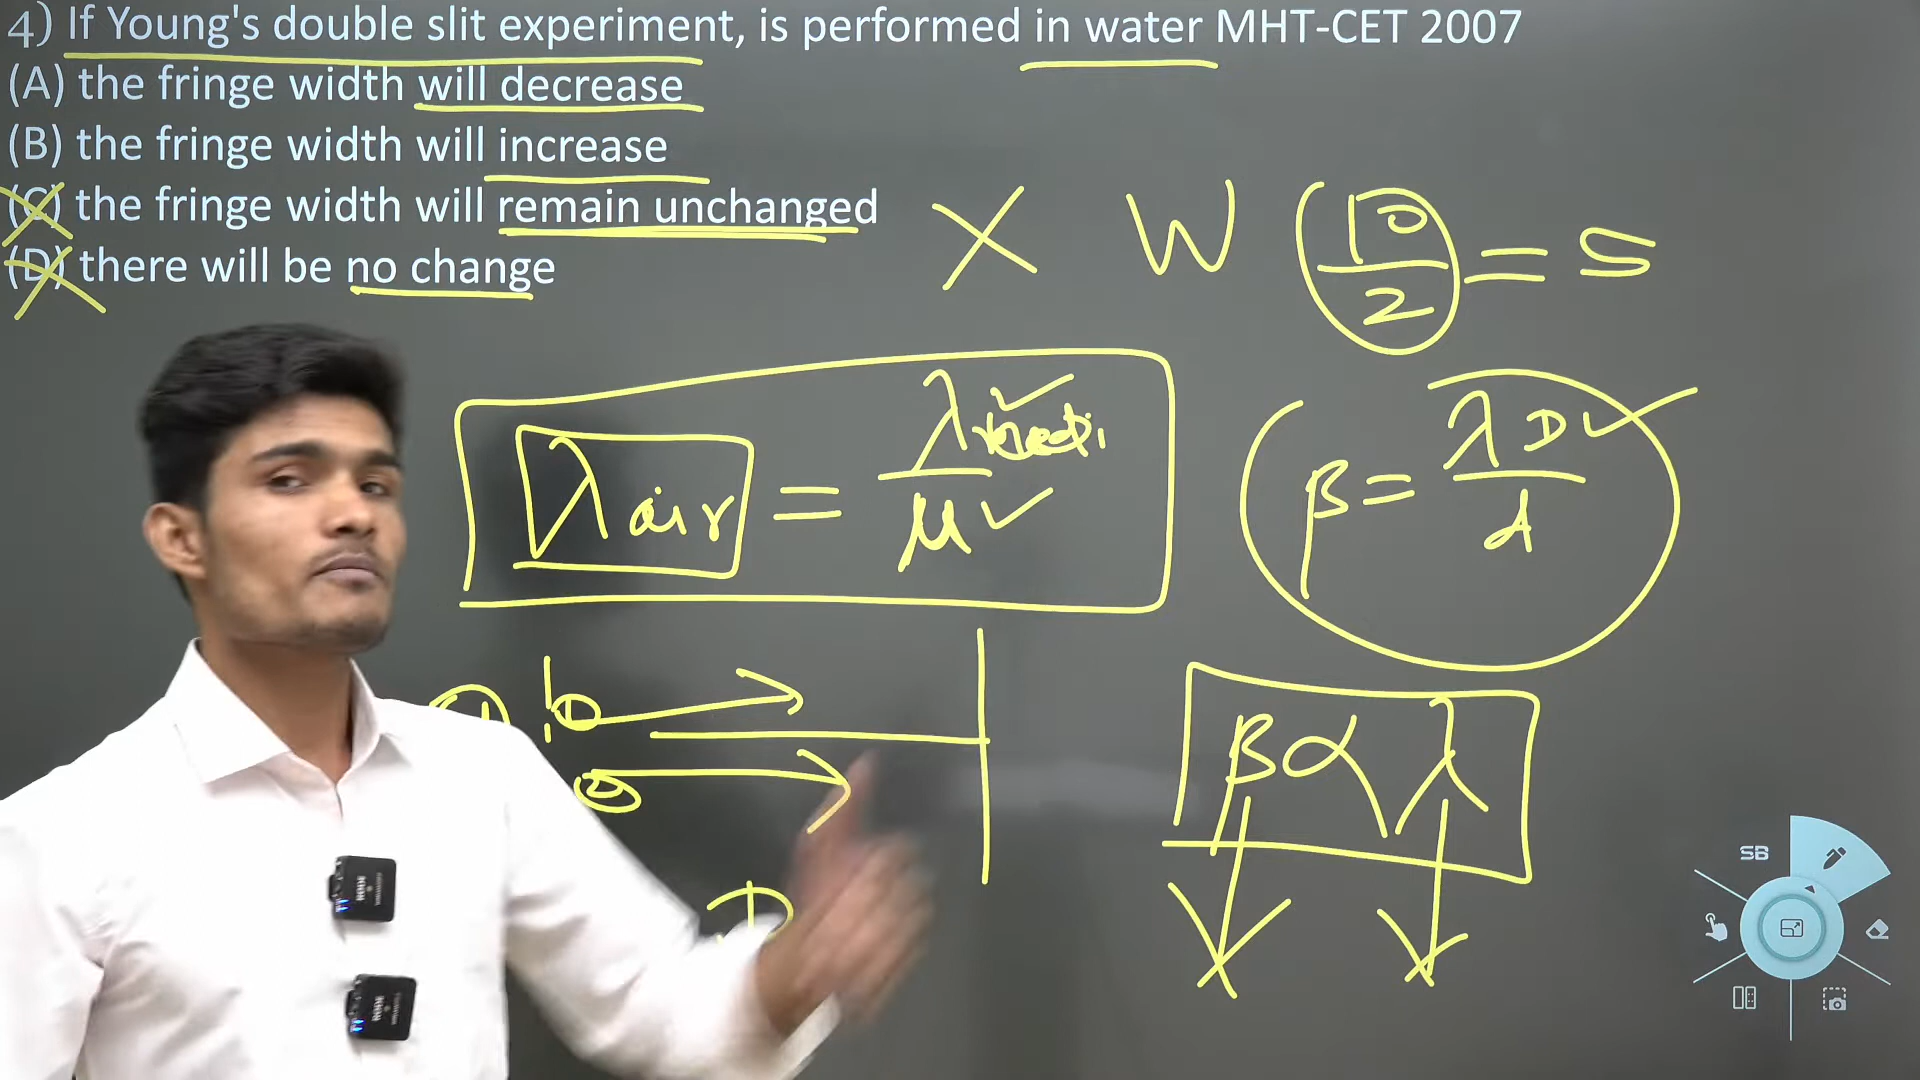 4) If Young's double slit experiment, is performed in water MHT-CET 2007
(A) the fringe width will decrease
(B) the fringe width will increase
(C) the fringe width will remain unchanged
(D) there will be no change
X W 10/2 = 5
λ air = λ / μ
β = λD / d
β α λ
D
SB